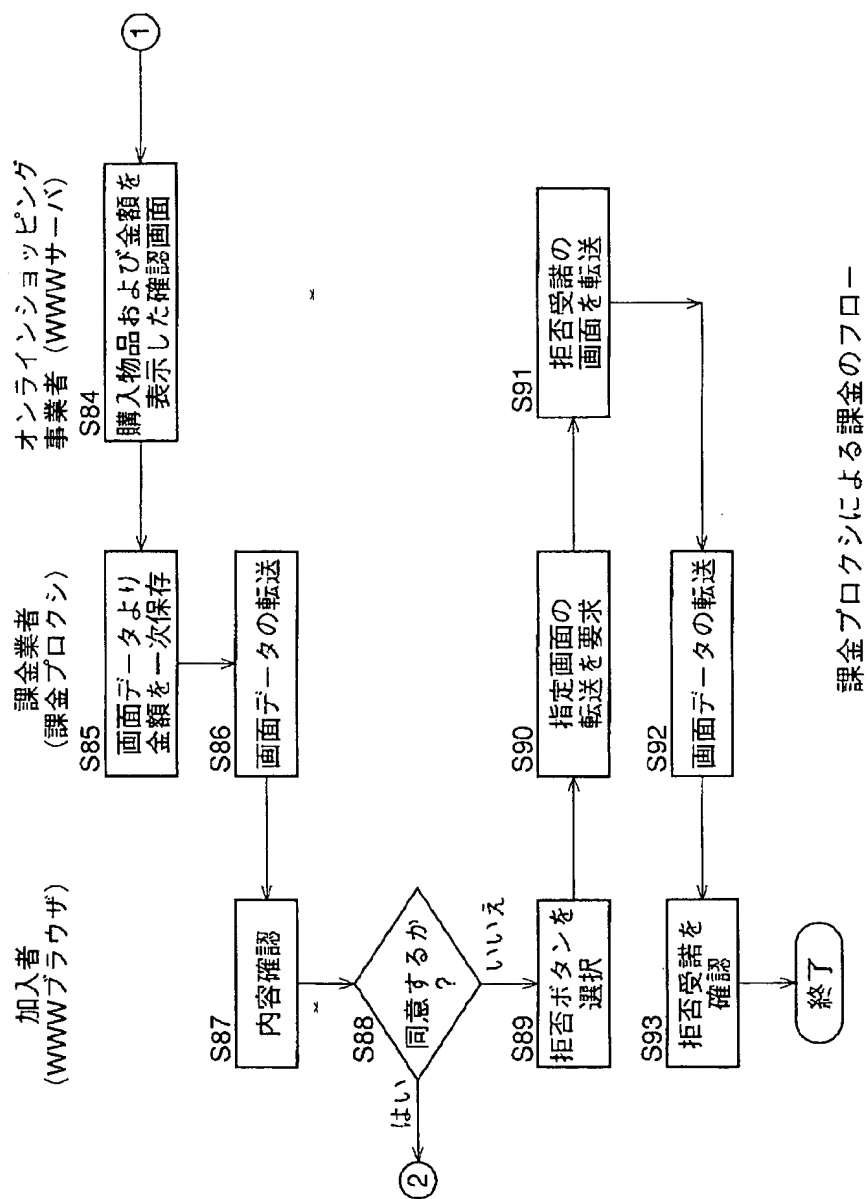 加入者
(WWWブラウザ)
課金業者
(課金プロクシ)
オンラインショッピング
事業者 (WWWサーバ)
①
S84
購入物品および金額を
表示した確認画面
S85
画面データより
金額を一次保存
S86
画面データの転送
S87
内容確認
S88
同意するか
?
はい
②
いいえ
S89
拒否ボタンを
選択
S90
指定画面の
転送を要求
S91
拒否受諾の
画面を転送
S92
画面データの転送
S93
拒否受諾を
確認
終了
課金プロクシによる課金のフロー